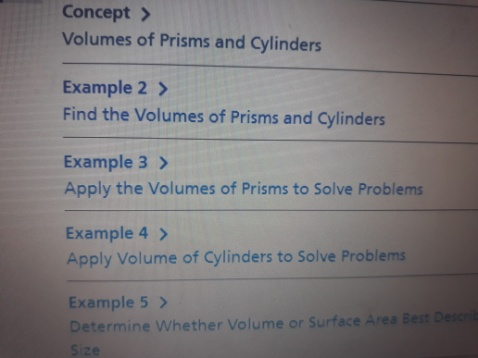 Concept >
Volumes of Prisms and Cylinders
Example 2 >
Find the Volumes of Prisms and Cylinders
Example 3 >
Apply the Volumes of Prisms to Solve Problems
Example 4 >
Apply Volume of Cylinders to Solve Problems
Example 5 >
Determine Whether Volume or Surface Area Best
Size